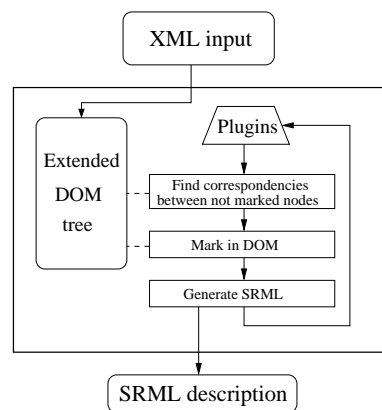 XML input
Extended
DOM
tree
Plugins
Find correspondencies
between not marked nodes
Mark in DOM
Generate SRML
SRML description